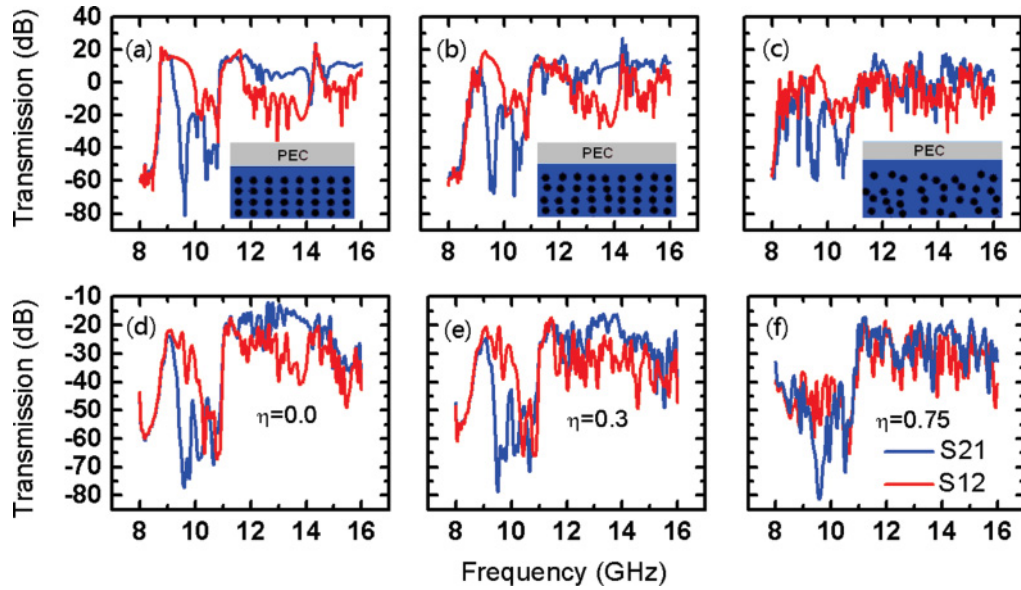 Transmission (dB)
40
20
0
-20
-40
-60
-80
(a)
PEC
8 10 12 14 16
(b)
PEC
8 10 12 14 16
(c)
PEC
8 10 12 14 16
Transmission (dB)
-10
-20
-30
-40
-50
-60
-70
-80
(d)
η=0.0
8 10 12 14 16
(e)
η=0.3
8 10 12 14 16
(f)
η=0.75
S21
S12
8 10 12 14 16
Frequency (GHz)